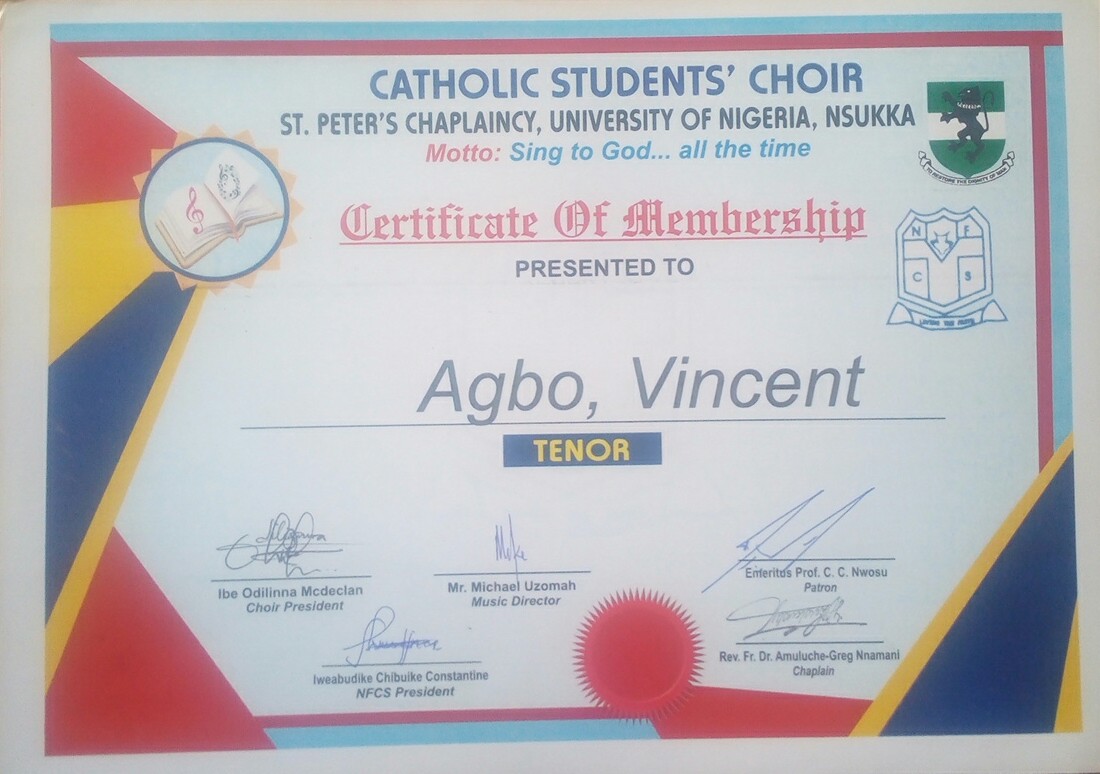 CATHOLIC STUDENTS' CHOIR
ST. PETER'S CHAPLAINCY, UNIVERSITY OF NIGERIA, NSUKKA
Motto: Sing to God... all the time
TO RESTORE THE DIGNITY OF MAN
Certificate Of Membership
N F
C S
PRESENTED TO
Agbo, Vincent
TENOR
Ibe Odilinna Mcdeclan
Choir President
Mike
Mr. Michael Uzomah
Music Director
Emeritus Prof. C. C. Nwosu
Patron
Iweabudike Chibuike Constantine
NFCS President
Rev. Fr. Dr. Amuluche-Greg Nnamani
Chaplain